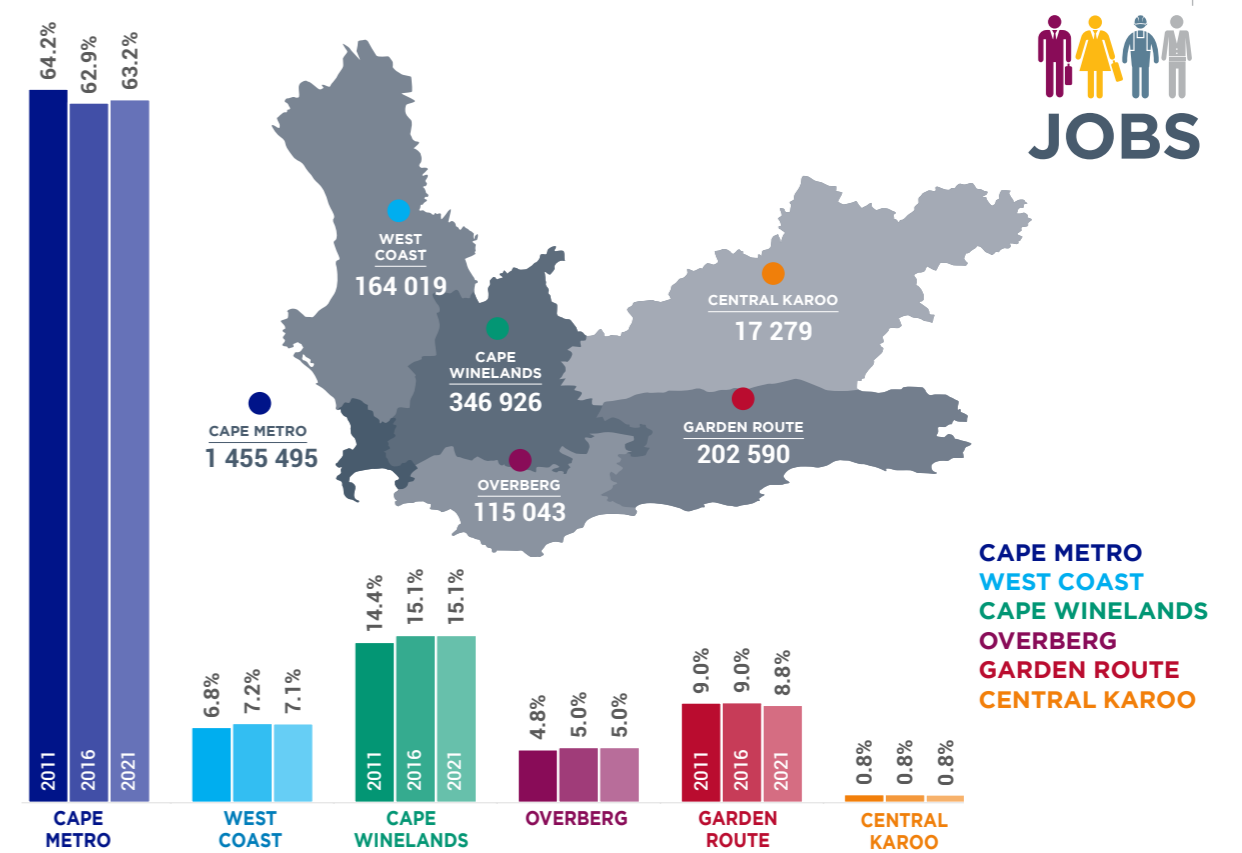 JOBS
WEST
COAST
164 019
CENTRAL KAROO
17 279
CAPE
WINELANDS
346 926
CAPE METRO
1 455 495
GARDEN ROUTE
202 590
OVERBERG
115 043
CAPE METRO
WEST COAST
CAPE WINELANDS
OVERBERG
GARDEN ROUTE
CENTRAL KAROO
64.2%
62.9%
63.2%
2011
2016
2021
CAPE
METRO
6.8%
7.2%
7.1%
WEST
COAST
14.4%
15.1%
15.1%
2011
2016
2021
CAPE
WINELANDS
4.8%
5.0%
5.0%
OVERBERG
9.0%
9.0%
8.8%
2011
2016
2021
GARDEN
ROUTE
0.8%
0.8%
0.8%
CENTRAL
KAROO